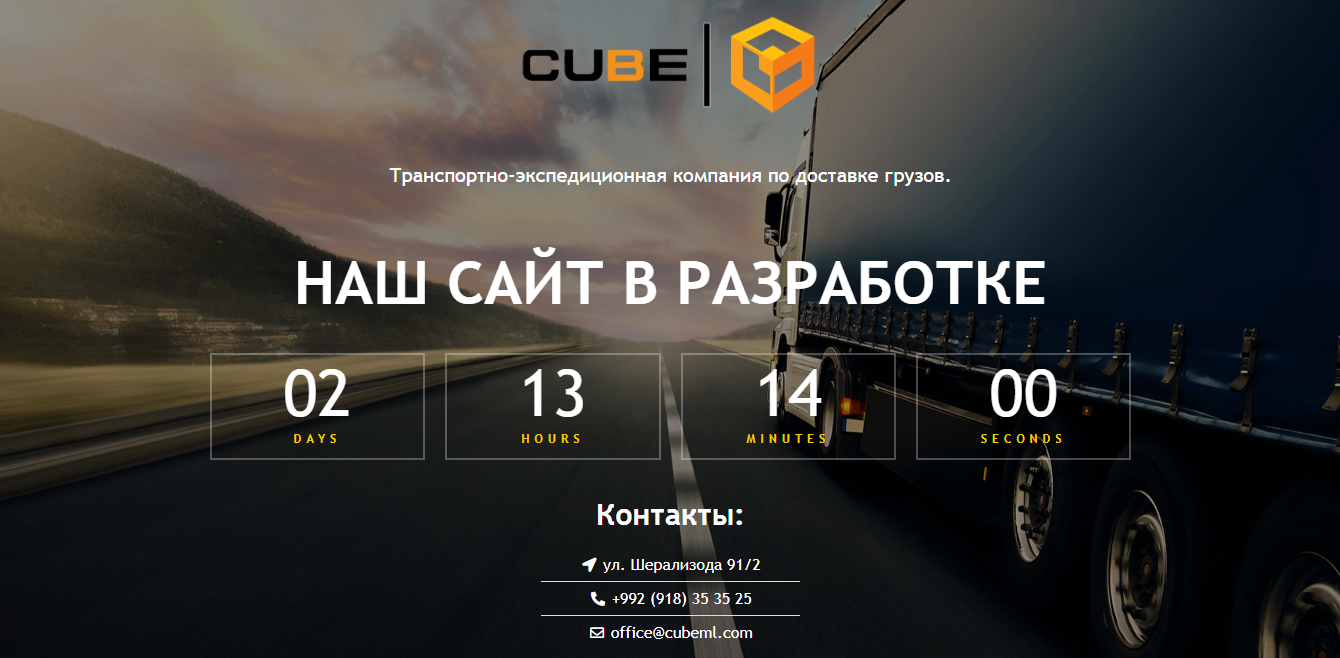 CUBE
Транспортно-экспедиционная компания по доставке грузов.
НАШ САЙТ В РАЗРАБОТКЕ
02 13 14 00
DAYS HOURS MINUTES SECONDS
Контакты:
ул. Шерализода 91/2
+992 (918) 35 35 25
office@cubeml.com